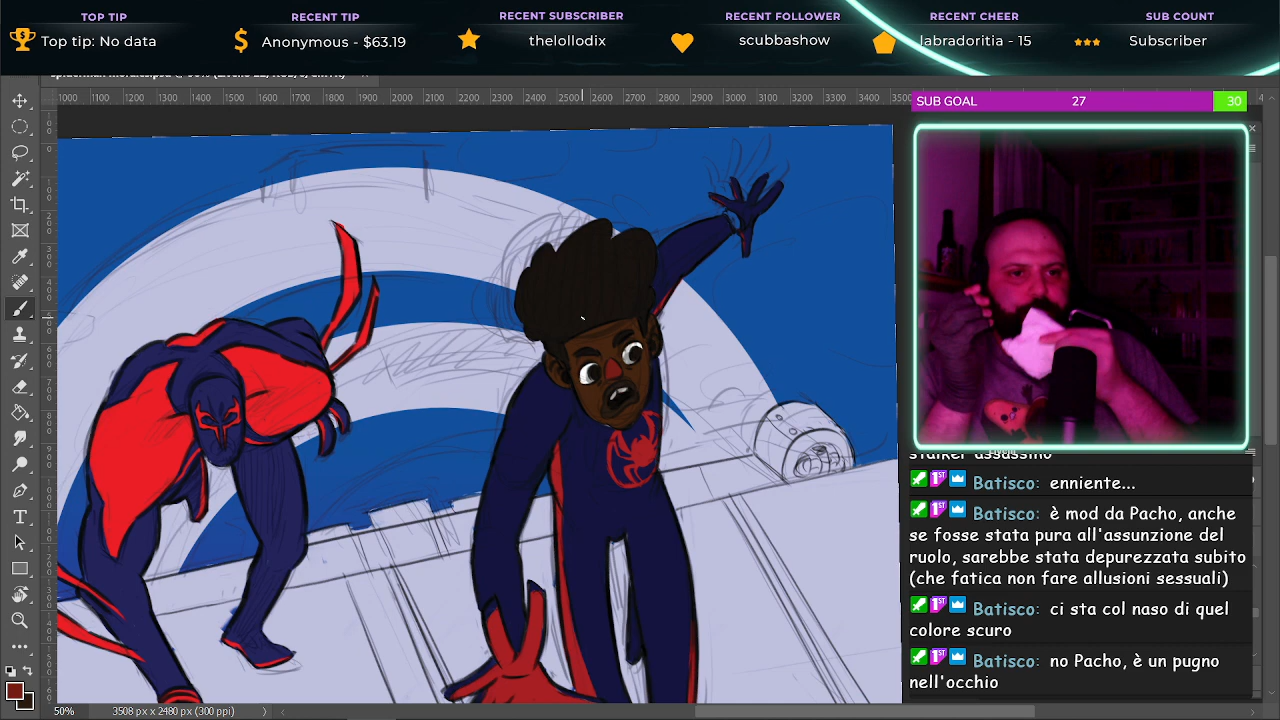 TOP TIP
Top tip: No data
RECENT TIP
Anonymous - $63.19
RECENT SUBSCRIBER
thelollodix
RECENT FOLLOWER
scubbashow
RECENT CHEER
labradoritia - 15
SUB COUNT
Subscriber
1000 1100 1200 1300 1400 1500 1600 1700 1800 1900 2000 2100 2200 2300 2400 2500 2600 2700 2800 2900 3000 3100 3200 3300 3400 3500
SUB GOAL 27 30
stalker assassino
Batisco: enniente...
Batisco: è mod da Pacho, anche
se fosse stata pura all'assunzione del
ruolo, sarebbe stata depurezzata subito
(che fatica non fare allusioni sessuali)
Batisco: ci sta col naso di quel
colore scuro
Batisco: no Pacho, è un pugno
nell'occhio
50% 3508 px x 2480 px (300 ppi)